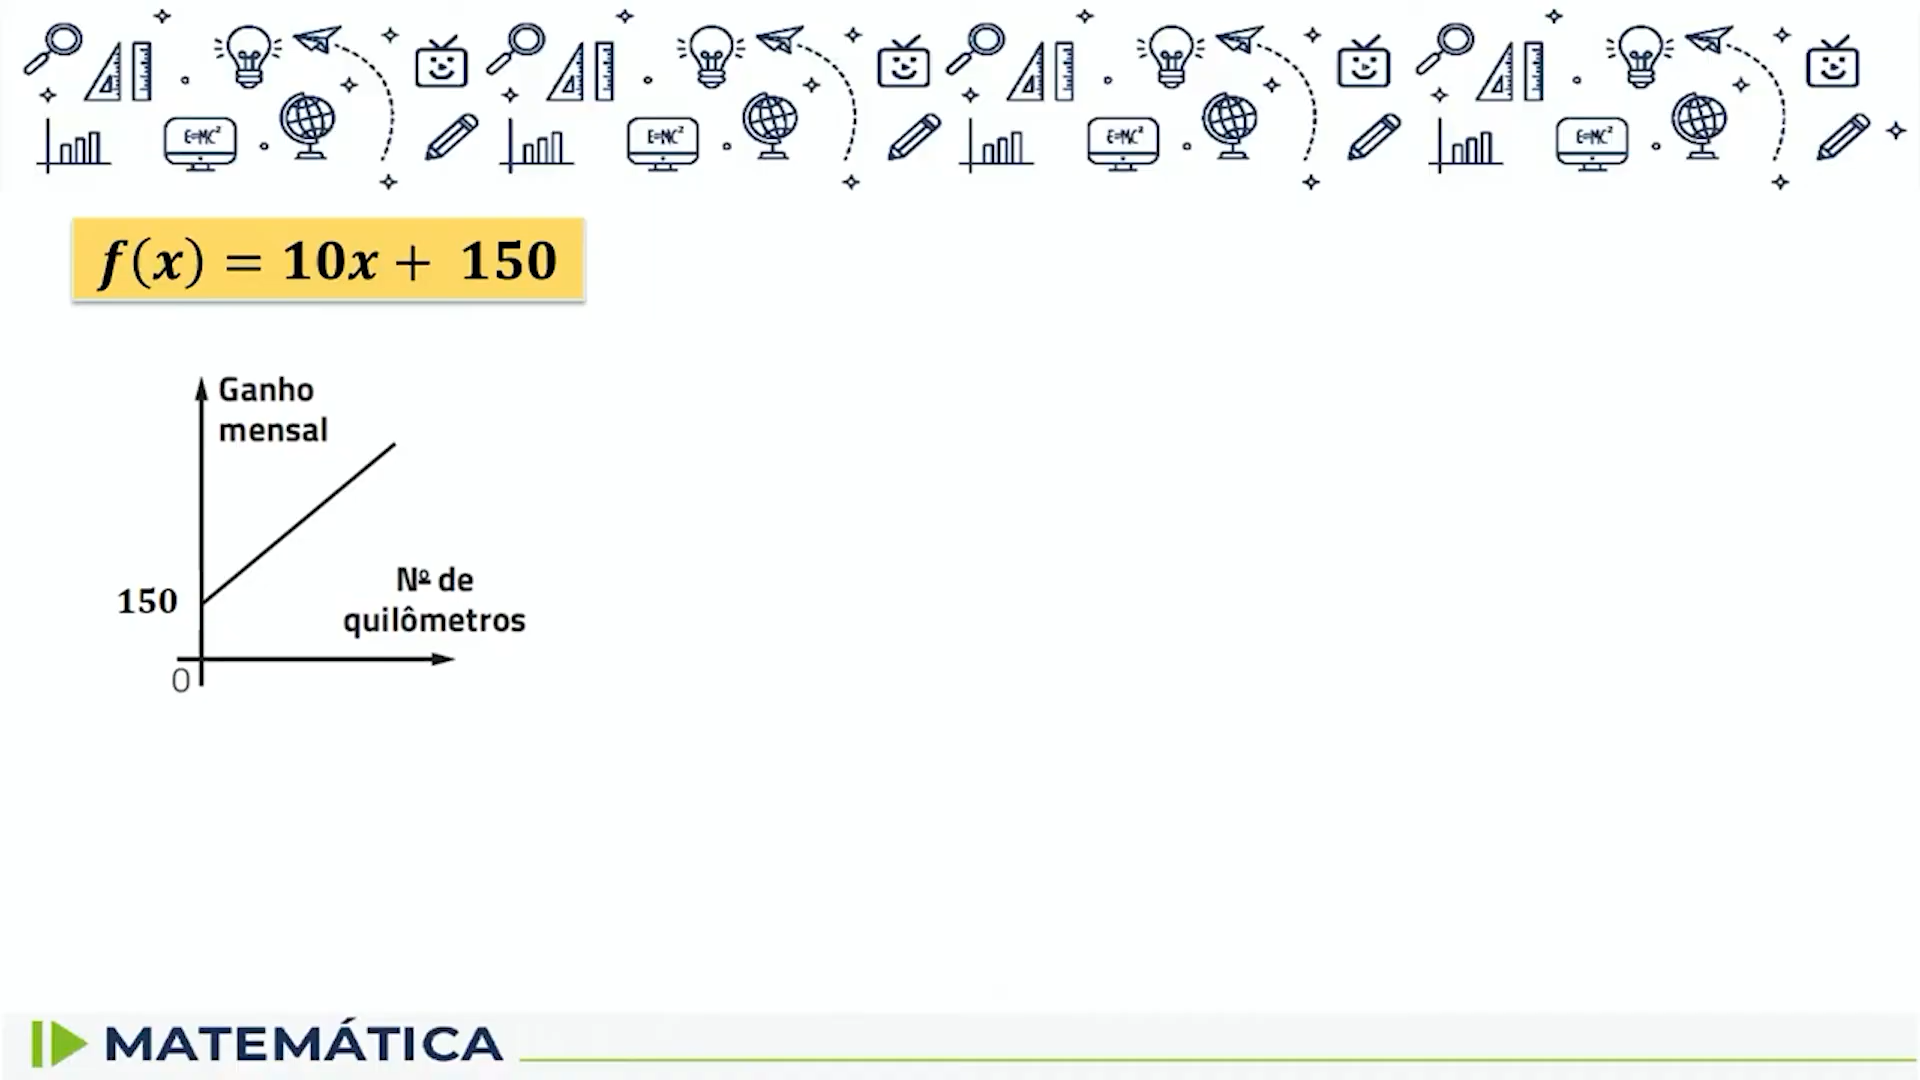 E=MC²
E=MC²
E=MC²
E=MC²
f(x) = 10x + 150
Ganho
mensal
Nº de
quilômetros
150
0
MATEMÁTICA